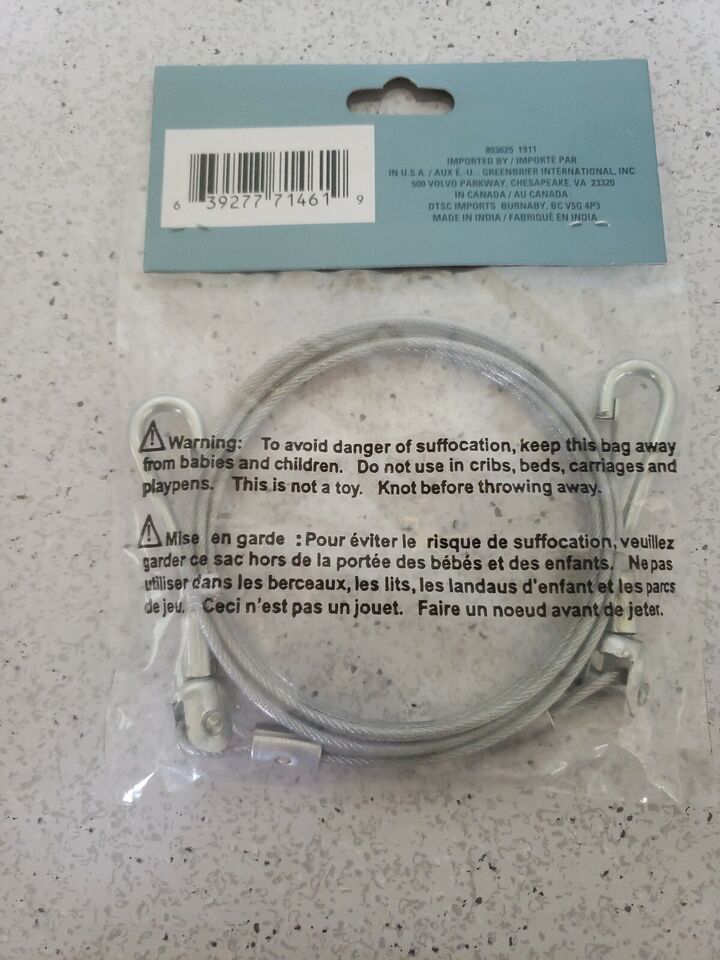 6 39277 71461 9
803625 1911
IMPORTED BY / IMPORTÉ PAR
IN U.S.A. / AUX É.-U. : GREENBRIER INTERNATIONAL, INC.
500 VOLVO PARKWAY, CHESAPEAKE, VA 23320
IN CANADA / AU CANADA :
DTSC IMPORTS BURNABY, BC V5G 4P3
MADE IN INDIA / FABRIQUÉ EN INDIA
Warning: To avoid danger of suffocation, keep this bag away
from babies and children. Do not use in cribs, beds, carriages and
playpens. This is not a toy. Knot before throwing away.
Mise en garde : Pour éviter le risque de suffocation, veuillez
garder ce sac hors de la portée des bébés et des enfants. Ne pas
utiliser dans les berceaux, les lits, les landaus d'enfant et les parcs
de jeu. Ceci n'est pas un jouet. Faire un noeud avant de jeter.